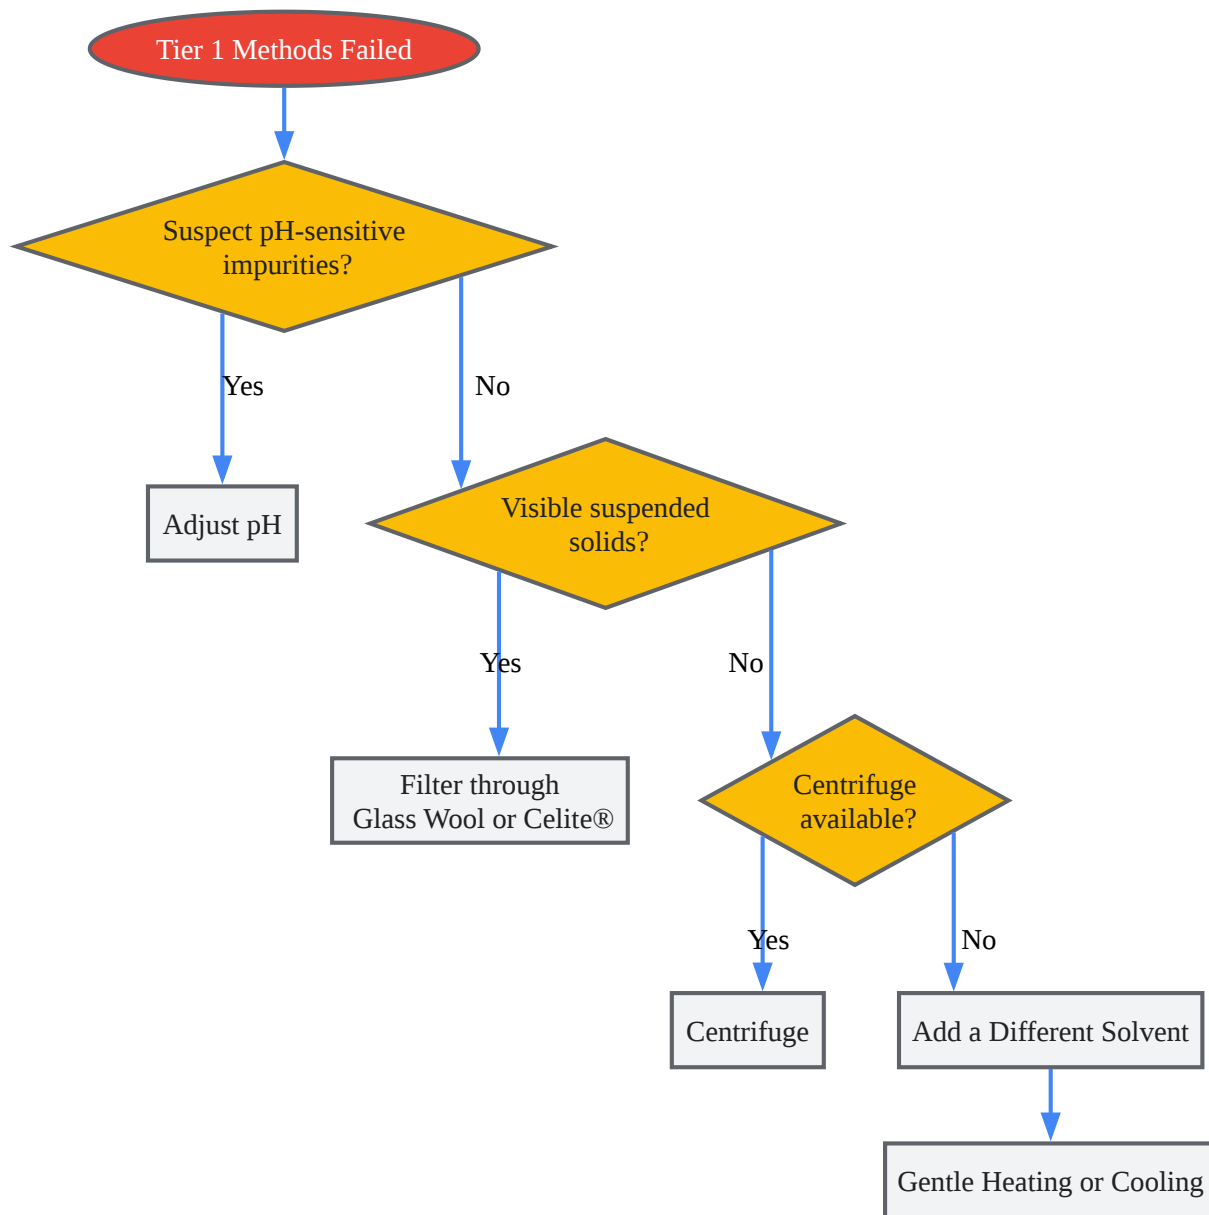 Tier 1 Methods Failed
Suspect pH-sensitive
impurities?
Yes
No
Adjust pH
Visible suspended
solids?
Yes
No
Filter through
Glass Wool or Celite®
Centrifuge
available?
Yes
No
Centrifuge
Add a Different Solvent
Gentle Heating or Cooling